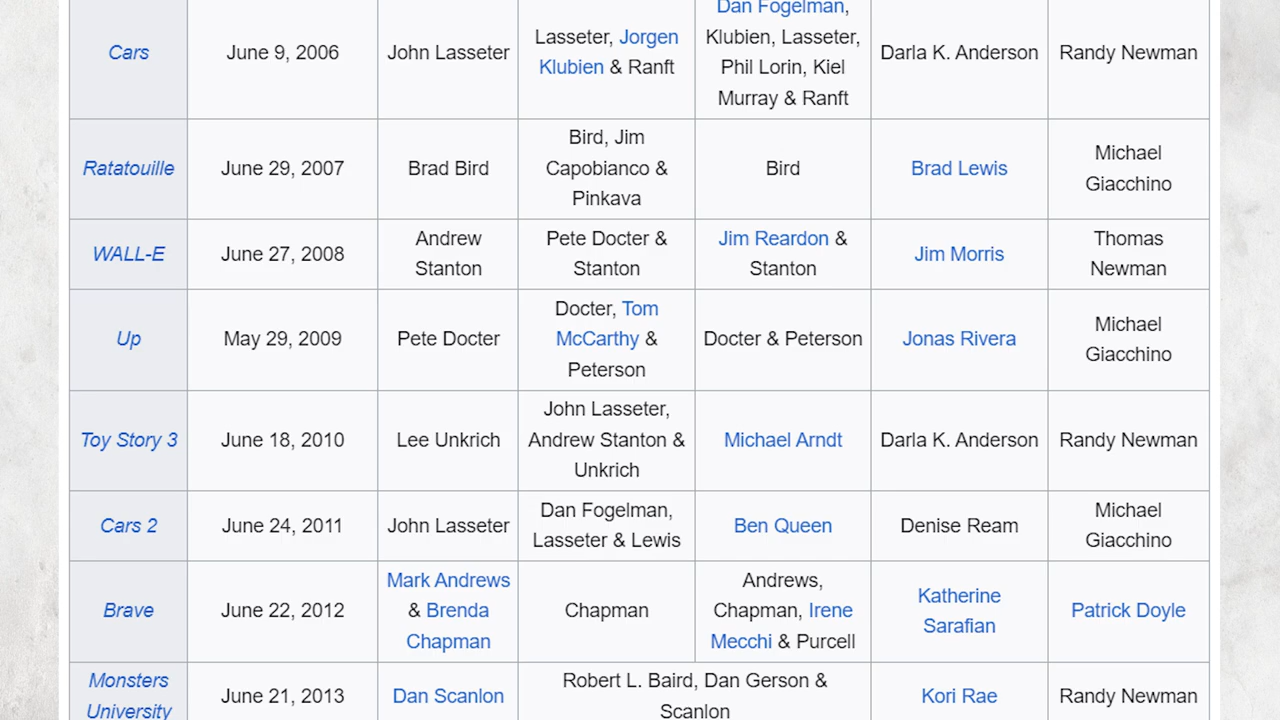 Dan Fogelman,
Cars June 9, 2006 John Lasseter Lasseter, Jorgen Klubien, Lasseter, Darla K. Anderson Randy Newman
Klubien & Ranft Phil Lorin, Kiel
Murray & Ranft
Ratatouille June 29, 2007 Brad Bird Bird, Jim Bird Brad Lewis Michael
Capobianco & Giacchino
Pinkava
WALL-E June 27, 2008 Andrew Pete Docter & Jim Reardon & Jim Morris Thomas
Stanton Stanton Stanton Newman
Up May 29, 2009 Pete Docter Docter, Tom Docter & Peterson Jonas Rivera Michael
McCarthy & Giacchino
Peterson
Toy Story 3 June 18, 2010 Lee Unkrich John Lasseter, Michael Arndt Darla K. Anderson Randy Newman
Andrew Stanton &
Unkrich
Cars 2 June 24, 2011 John Lasseter Dan Fogelman, Ben Queen Denise Ream Michael
Lasseter & Lewis Giacchino
Brave June 22, 2012 Mark Andrews Chapman Andrews, Katherine Patrick Doyle
& Brenda Chapman, Irene Sarafian
Chapman Mecchi & Purcell
Monsters June 21, 2013 Dan Scanlon Robert L. Baird, Dan Gerson & Kori Rae Randy Newman
University Scanlon